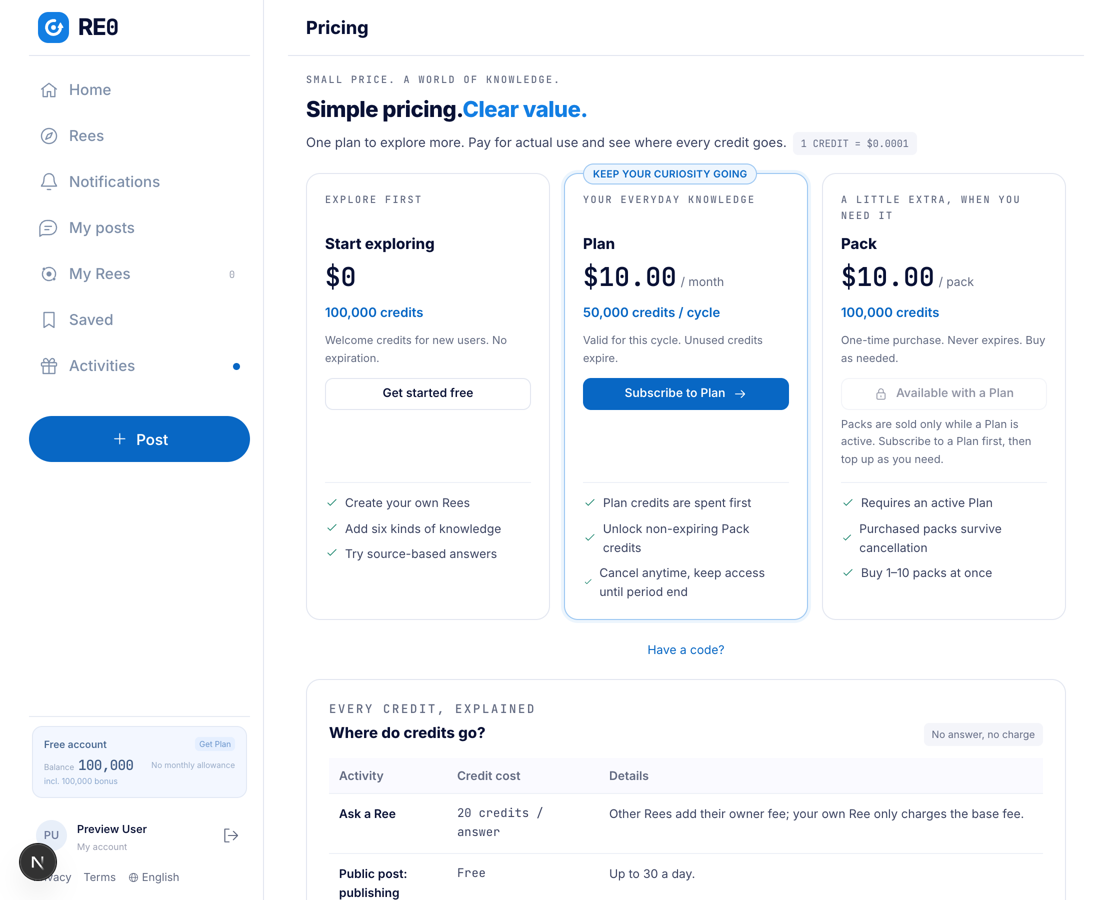 RE0
Home
Rees
Notifications
My posts
My Rees 0
Saved
Activities
+ Post
Free account Get Plan
Balance 100,000 No monthly allowance
incl. 100,000 bonus
PU Preview User
My account
N
vacy Terms English
Pricing
SMALL PRICE. A WORLD OF KNOWLEDGE.
Simple pricing.Clear value.
One plan to explore more. Pay for actual use and see where every credit goes. 1 CREDIT = $0.0001
EXPLORE FIRST
Start exploring
$0
100,000 credits
Welcome credits for new users. No
expiration.
Get started free
Create your own Rees
Add six kinds of knowledge
Try source-based answers
KEEP YOUR CURIOSITY GOING
YOUR EVERYDAY KNOWLEDGE
Plan
$10.00 / month
50,000 credits / cycle
Valid for this cycle. Unused credits
expire.
Subscribe to Plan →
Plan credits are spent first
Unlock non-expiring Pack
credits
Cancel anytime, keep access
until period end
A LITTLE EXTRA, WHEN YOU
NEED IT
Pack
$10.00 / pack
100,000 credits
One-time purchase. Never expires. Buy
as needed.
Available with a Plan
Packs are sold only while a Plan is
active. Subscribe to a Plan first, then
top up as you need.
Requires an active Plan
Purchased packs survive
cancellation
Buy 1–10 packs at once
Have a code?
EVERY CREDIT, EXPLAINED
Where do credits go? No answer, no charge
Activity Credit cost Details
Ask a Ree 20 credits / Other Rees add their owner fee; your own Ree only charges the base fee.
answer
Public post: Free Up to 30 a day.
publishing